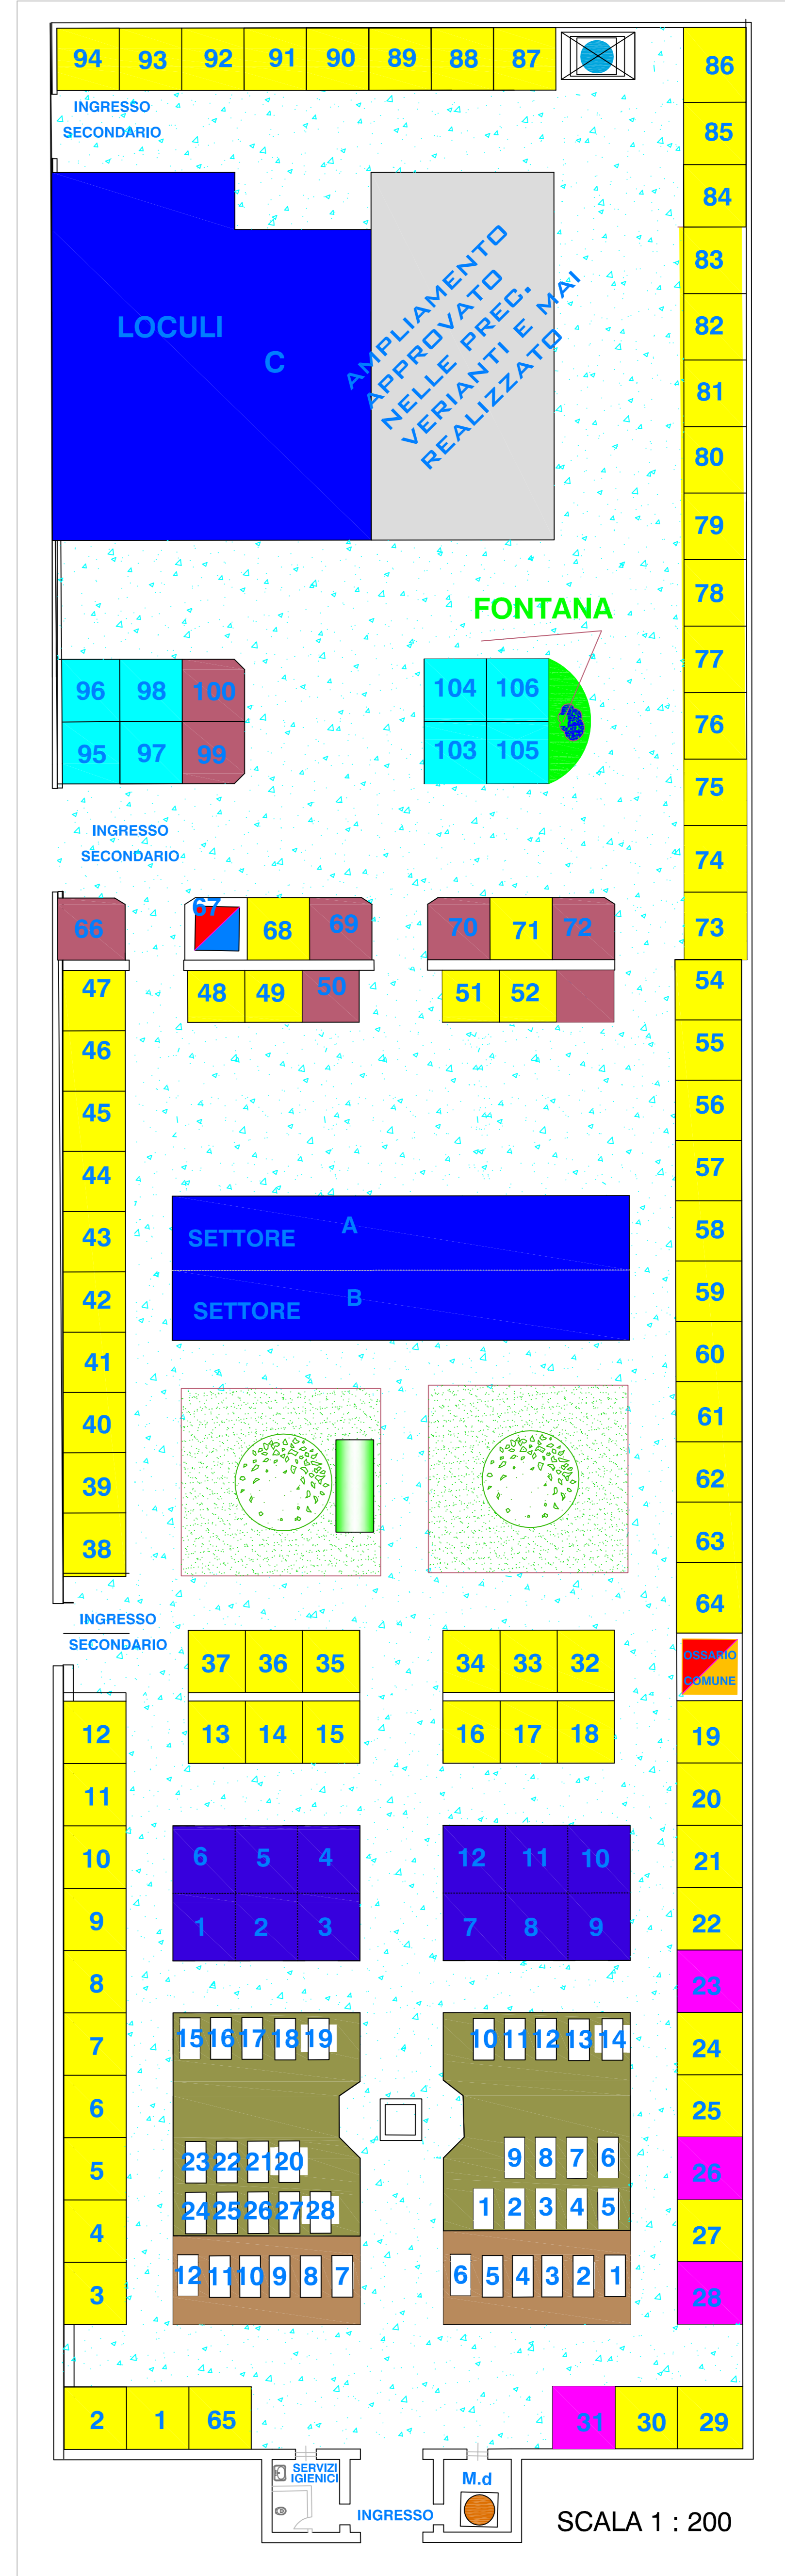 94 93 92 91 90 89 88 87 86
INGRESSO
SECONDARIO
85
84
83
82
81
80
79
78
77
76
75
74
73
LOCULI
C
AMPLIAMENTO
APPROVATO
NELLE PREC.
VERIANTI E MAI
REALIZZATO
FONTANA
96 98 100 104 106
95 97 99 103 105
INGRESSO
SECONDARIO
66 67 68 69 70 71 72
47 48 49 50 51 52 54
46 55
45 56
44 57
43 58
42 59
41 60
40 61
39 62
38 63
64
SETTORE A
SETTORE B
INGRESSO
SECONDARIO
37 36 35 34 33 32
OSSARIO
COMUNE
12 13 14 15 16 17 18 19
11 20
10 21
9 22
8 23
7 24
6 25
5 26
4 27
3 28
6 5 4 12 11 10
1 2 3 7 8 9
15 16 17 18 19 10 11 12 13 14
23 22 21 20 9 8 7 6
24 25 26 27 28 1 2 3 4 5
12 11 10 9 8 7 6 5 4 3 2 1
2 1 65 31 30 29
SERVIZI
IGIENICI
M.d
INGRESSO
SCALA 1 : 200